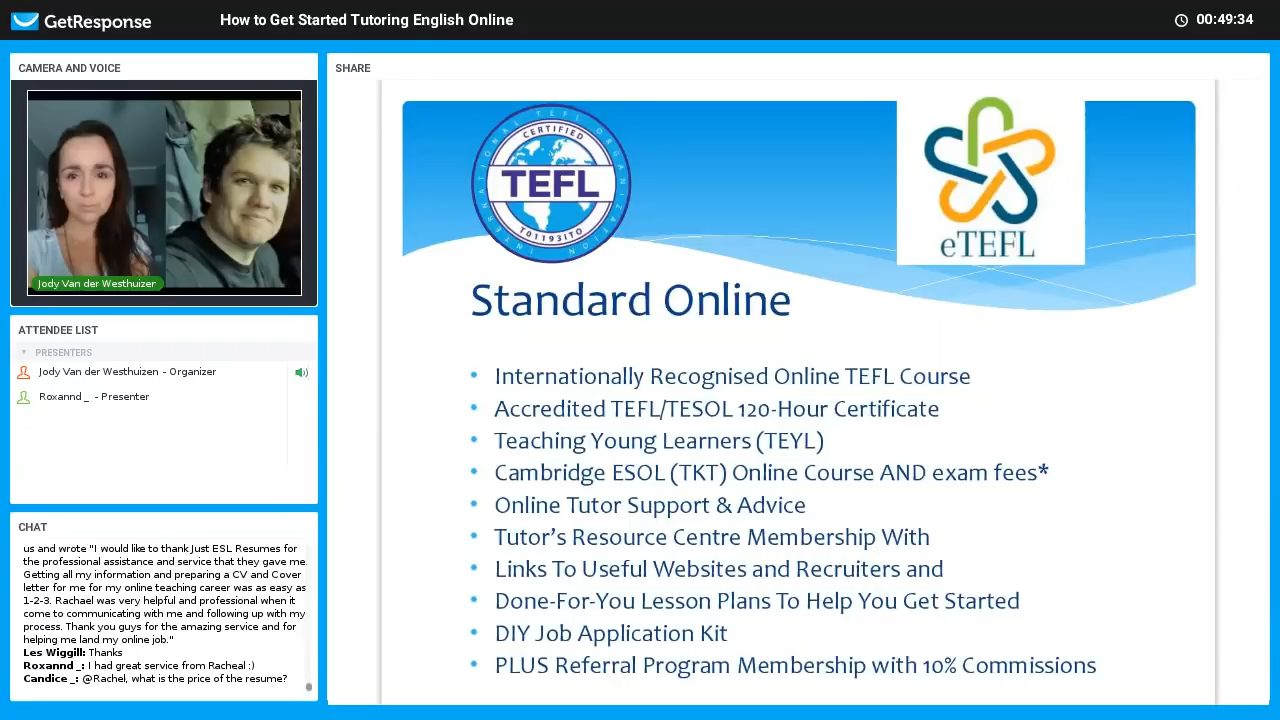 GetResponse
How to Get Started Tutoring English Online
00:49:34
CAMERA AND VOICE
Jody Van der Westhuizer
ATTENDEE LIST
PRESENTERS
Jody Van der Westhuizen - Organizer
Roxannd _ - Presenter
CHAT
us and wrote "I would like to thank Just ESL Resumes for
the professional assistance and service that they gave me.
Getting all my information and preparing a CV and Cover
letter for me for my online teaching career was as easy as
1-2-3. Rachael was very helpful and professional when it
come to communicating with me and following up with my
process. Thank you guys for the amazing service and for
helping me land my online job."
Les Wiggill: Thanks
Roxannd _: I had great service from Racheal :)
Candice _: @Rachel, what is the price of the resume?
SHARE
INTERNATIONAL TEFL ORGANIZATION
CERTIFIED
TEFL
T01193ITO
eTEFL
Standard Online
• Internationally Recognised Online TEFL Course
• Accredited TEFL/TESOL 120-Hour Certificate
• Teaching Young Learners (TEYL)
• Cambridge ESOL (TKT) Online Course AND exam fees*
• Online Tutor Support & Advice
• Tutor's Resource Centre Membership With
• Links To Useful Websites and Recruiters and
• Done-For-You Lesson Plans To Help You Get Started
• DIY Job Application Kit
• PLUS Referral Program Membership with 10% Commissions